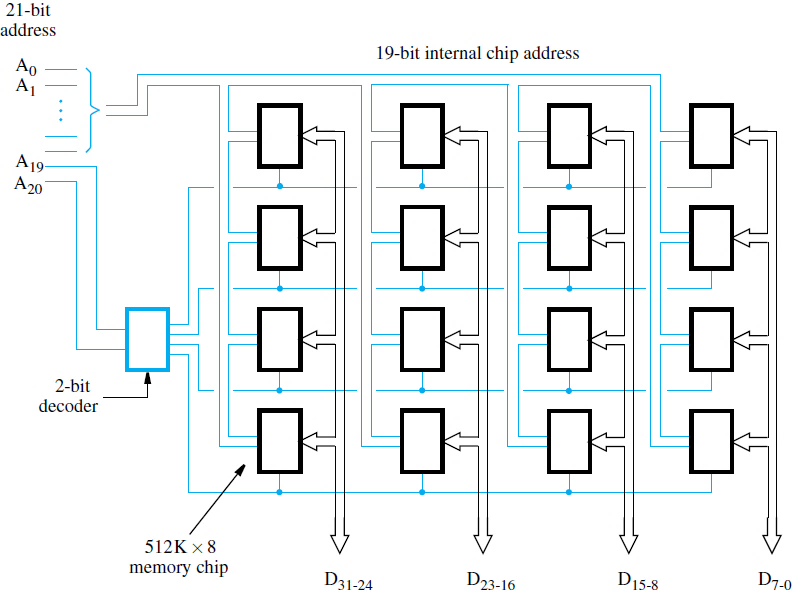 21-bit
address
19-bit internal chip address
A0
A1
A19
A20
2-bit
decoder
512K × 8
memory chip
D31-24
D23-16
D15-8
D7-0